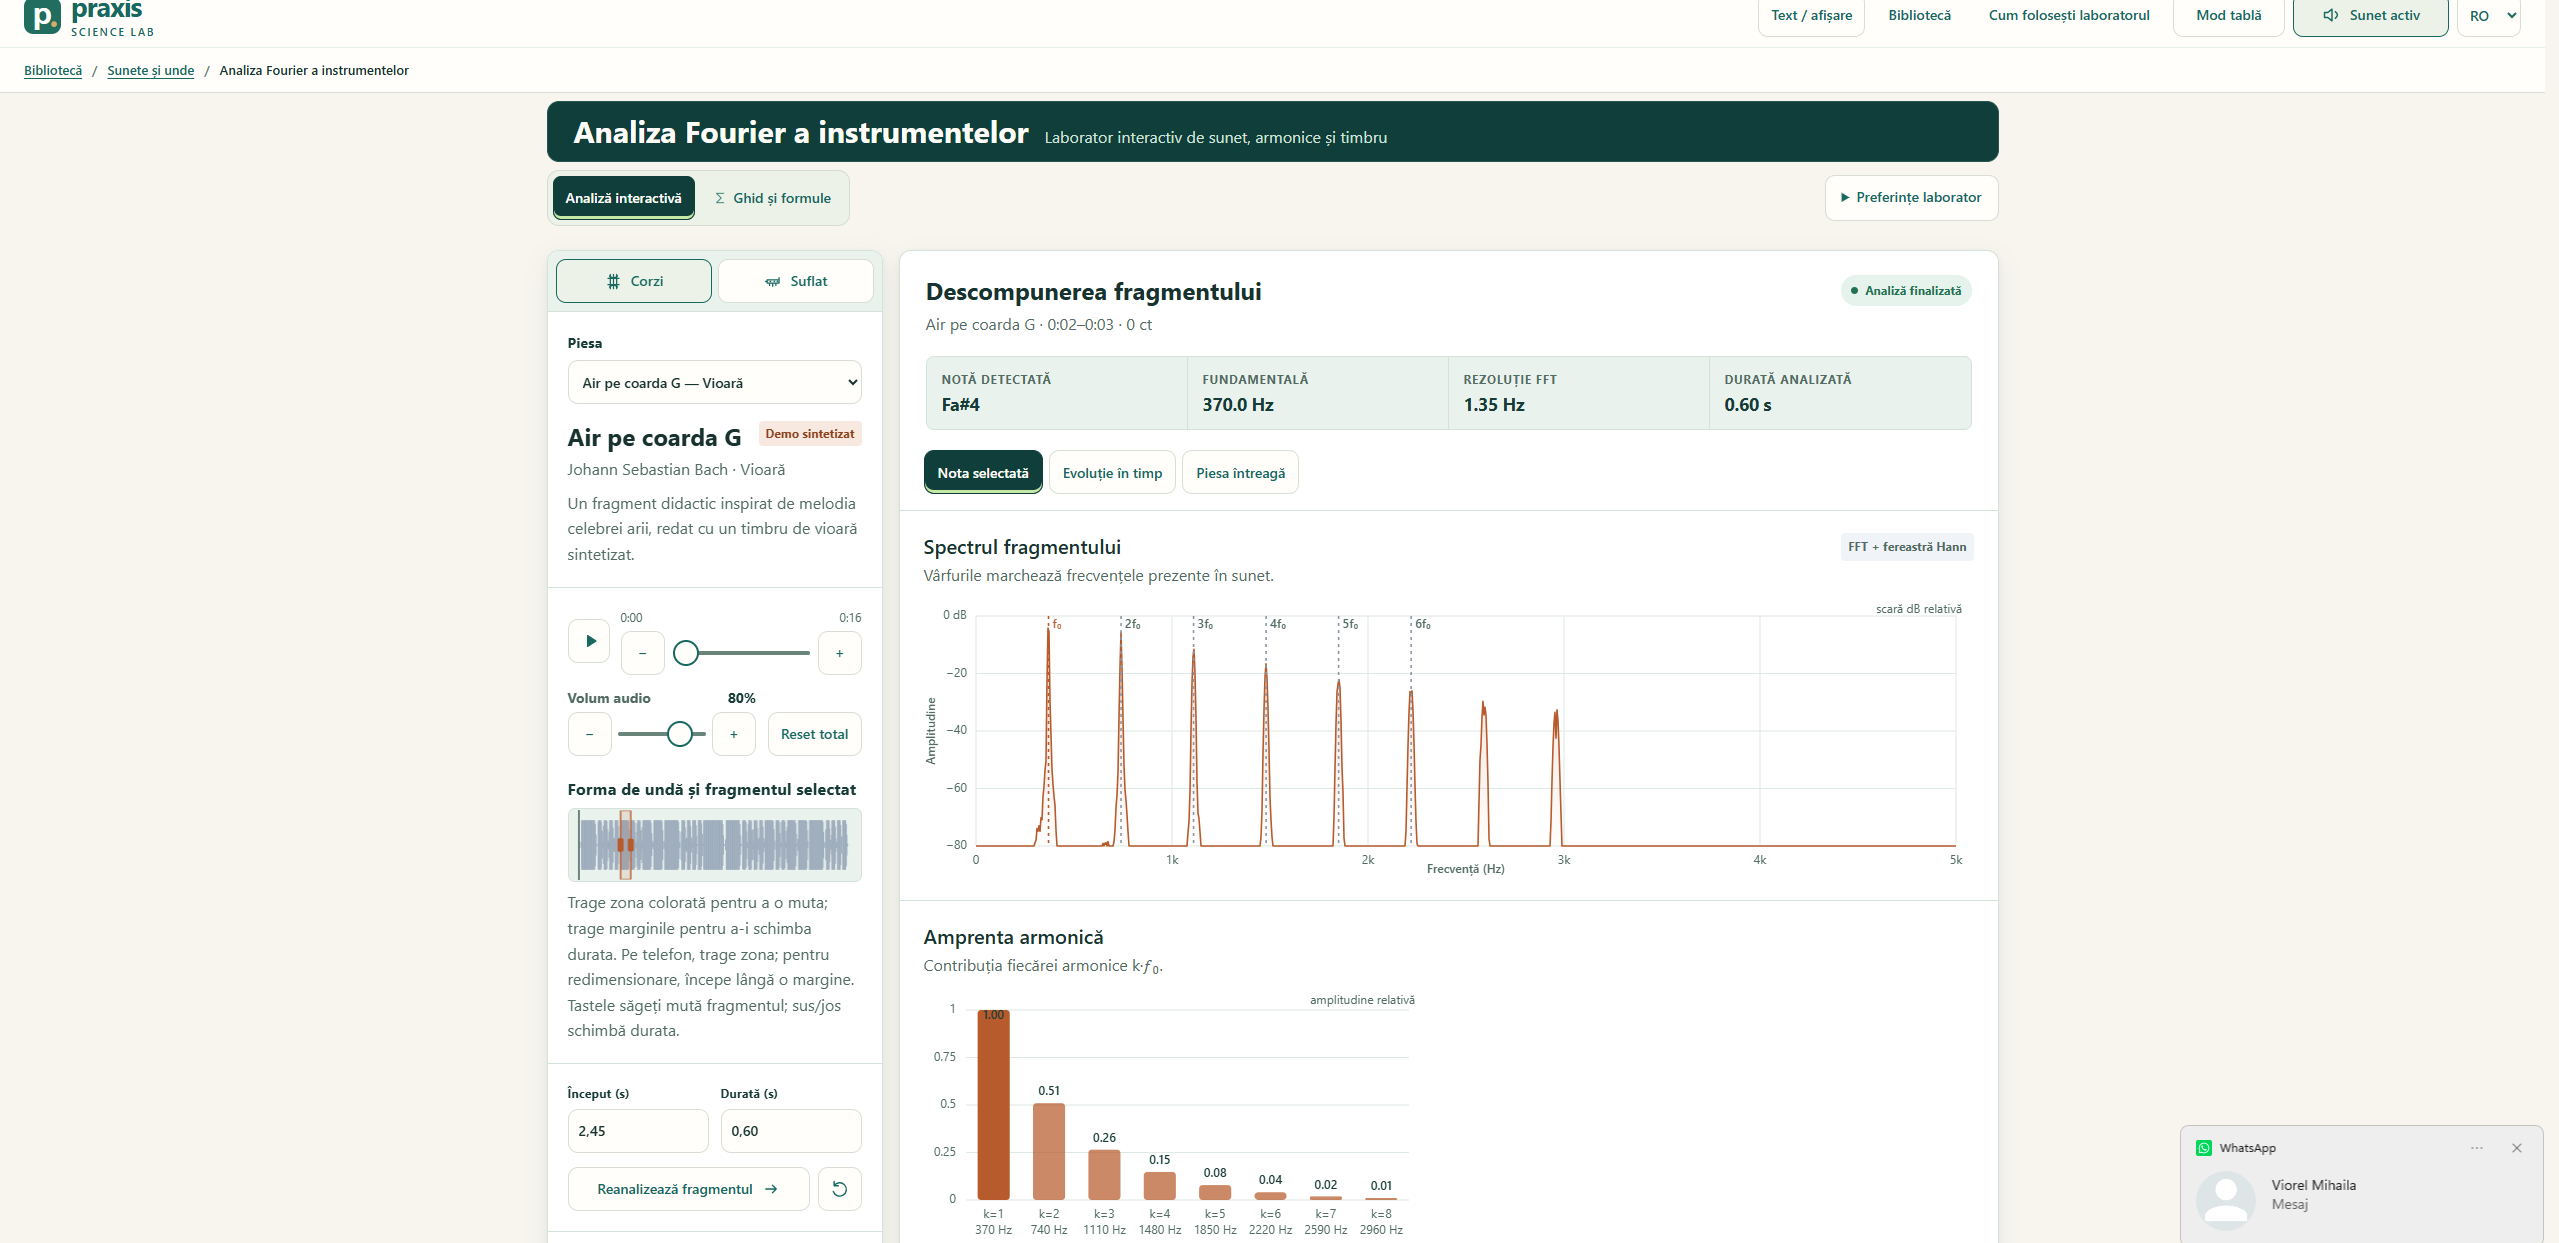 p. praxis
SCIENCE LAB
Text / afișare
Bibliotecă
Cum folosești laboratorul
Mod tablă
Sunet activ
RO
Bibliotecă / Sunete și unde / Analiza Fourier a instrumentelor
Analiza Fourier a instrumentelor Laborator interactiv de sunet, armonice și timbru
Analiză interactivă
Σ Ghid și formule
Preferințe laborator
Corzi
Suflat
Piesa
Air pe coarda G — Vioară
Air pe coarda G
Demo sintetizat
Johann Sebastian Bach · Vioară
Un fragment didactic inspirat de melodia
celebrei arii, redat cu un timbru de vioară
sintetizat.
0:00
0:16
−
+
Volum audio
80%
−
+
Reset total
Forma de undă și fragmentul selectat
Trage zona colorată pentru a o muta;
trage marginile pentru a-i schimba
durata. Pe telefon, trage zona; pentru
redimensionare, începe lângă o margine.
Tastele săgeți mută fragmentul; sus/jos
schimbă durata.
Început (s)
Durată (s)
2,45
0,60
Reanalizează fragmentul →
Descompunerea fragmentului
Analiză finalizată
Air pe coarda G · 0:02–0:03 · 0 ct
NOTĂ DETECTATĂ
Fa#4
FUNDAMENTALĂ
370.0 Hz
REZOLUȚIE FFT
1.35 Hz
DURATĂ ANALIZATĂ
0.60 s
Nota selectată
Evoluție în timp
Piesa întreagă
Spectrul fragmentului
FFT + fereastră Hann
Vârfurile marchează frecvențele prezente în sunet.
scară dB relativă
0 dB
−20
−40
−60
−80
Amplitudine
f₀
2f₀
3f₀
4f₀
5f₀
6f₀
0
1k
2k
3k
4k
5k
Frecvență (Hz)
Amprenta armonică
Contribuția fiecărei armonice k·f₀.
amplitudine relativă
1
0.75
0.5
0.25
0
1.00
0.51
0.26
0.15
0.08
0.04
0.02
0.01
k=1
k=2
k=3
k=4
k=5
k=6
k=7
k=8
370 Hz
740 Hz
1110 Hz
1480 Hz
1850 Hz
2220 Hz
2590 Hz
2960 Hz
WhatsApp
Viorel Mihaila
Mesaj